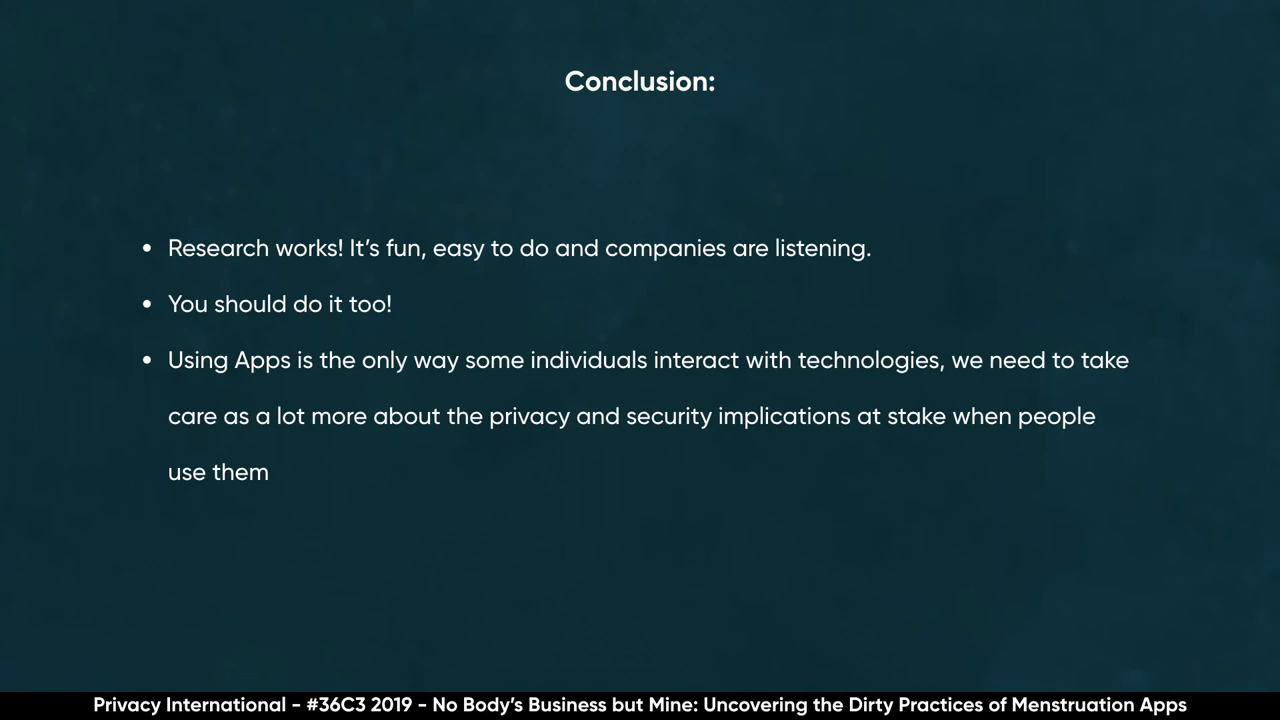 Conclusion:
• Research works! It's fun, easy to do and companies are listening.
• You should do it too!
• Using Apps is the only way some individuals interact with technologies, we need to take
care as a lot more about the privacy and security implications at stake when people
use them
Privacy International - #36C3 2019 - No Body's Business but Mine: Uncovering the Dirty Practices of Menstruation Apps